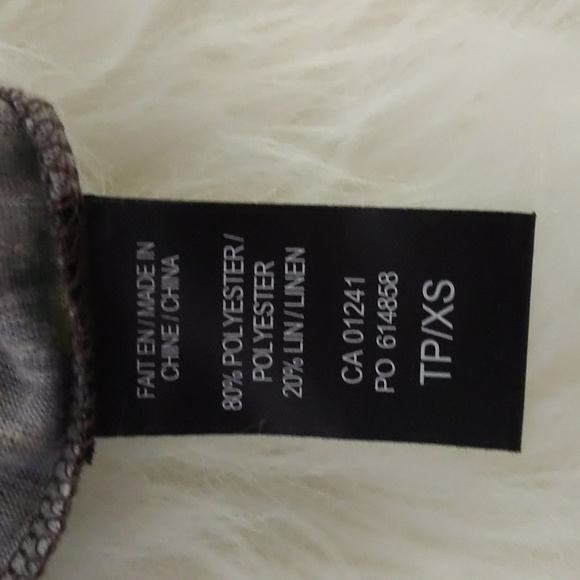 FAIT EN / MADE IN
CHINE / CHINA
80% POLYESTER /
POLYESTER
20% LIN / LINEN
CA 01241
PO 614858
TP/XS